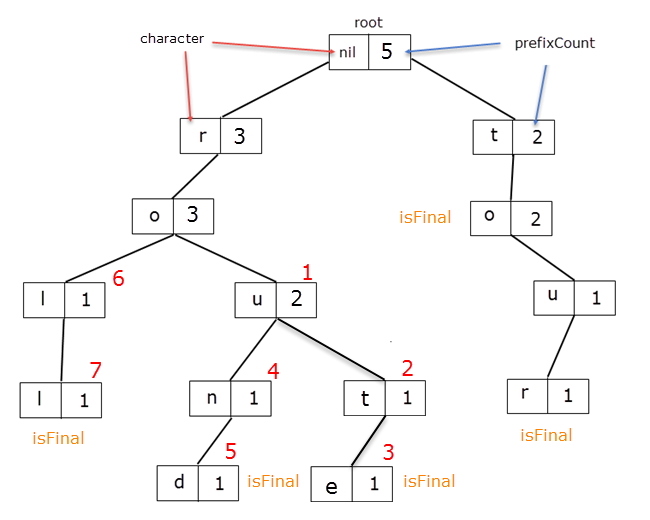 root
character
nil 5
prefixCount
r 3
t 2
o 3
isFinal
o 2
6
1
l 1
u 2
u 1
7
4
2
l 1
n 1
t 1
r 1
isFinal
isFinal
5
3
d 1
isFinal
e 1
isFinal